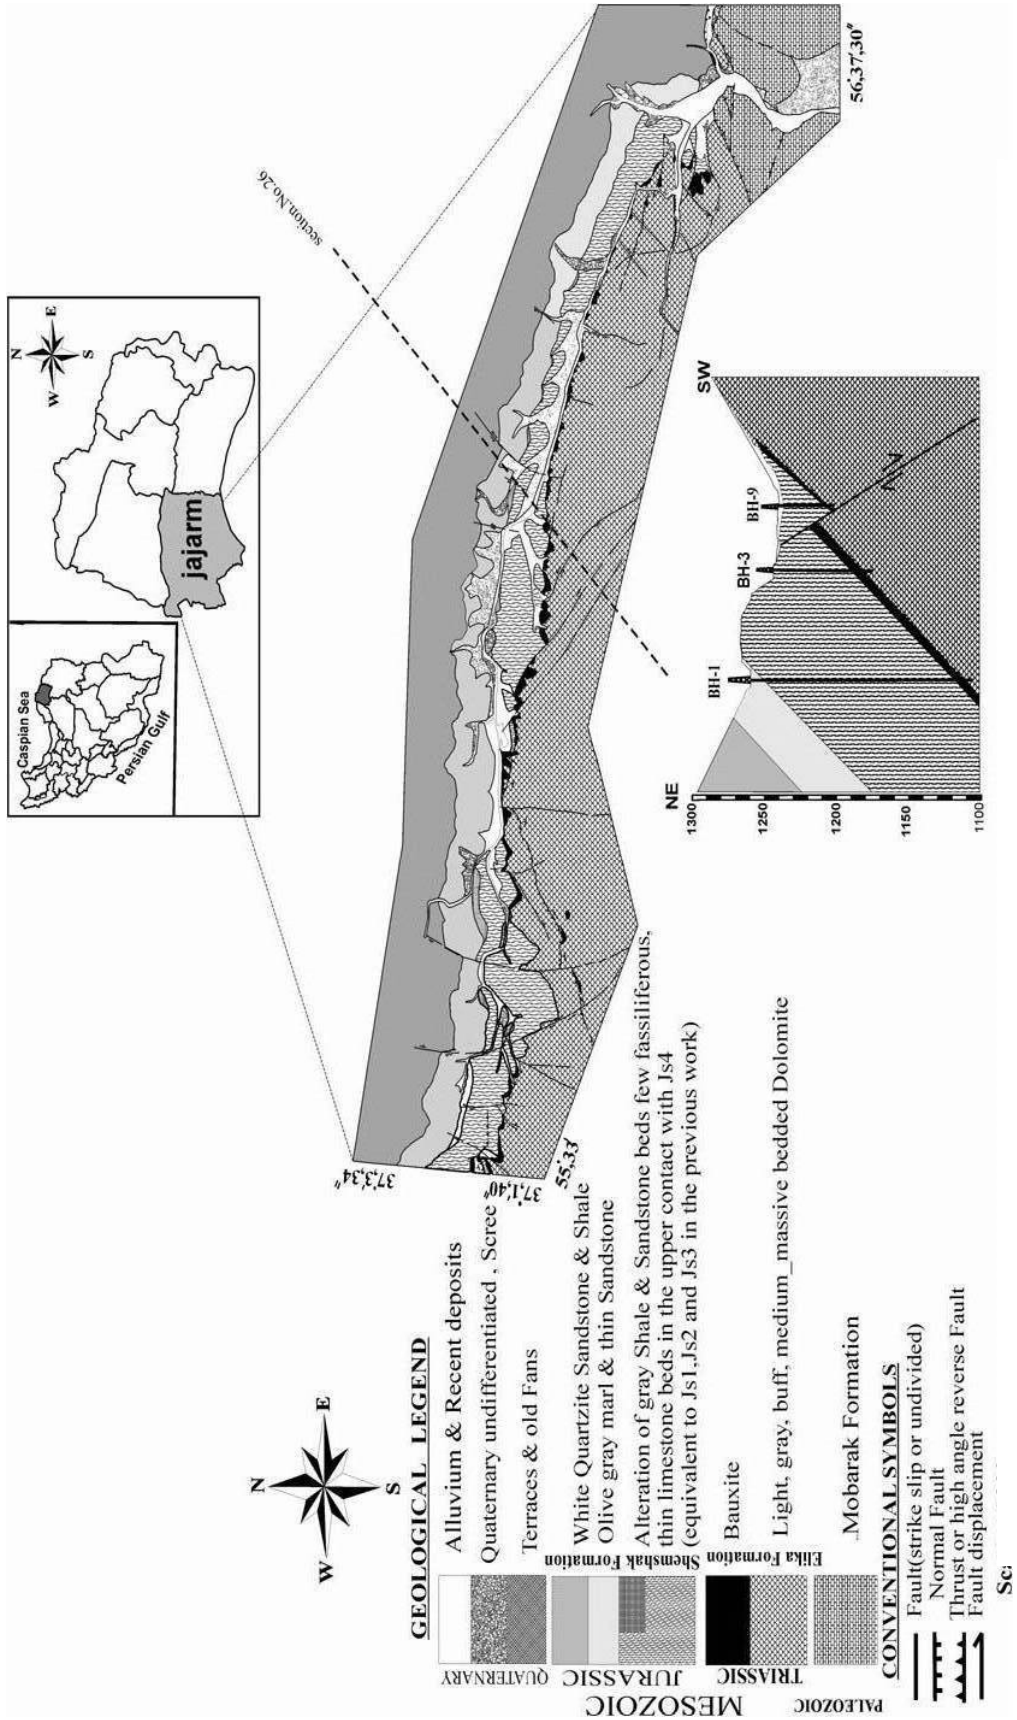 Caspian Sea
Persian Gulf
N
E
S
W
jajarm
section.No.26
37°,3',34"
37°,1',40"
55°,33'
56°,37',30"
NE
SW
BH-1
BH-3
BH-9
1300
1250
1200
1150
1100
N
E
S
W
GEOLOGICAL LEGEND
QUATERNARY
Alluvium & Recent deposits
Quaternary undifferentiated , Scree
Terraces & old Fans
MESOZOIC
JURASSIC
Shemshak Formation
White Quartzite Sandstone & Shale
Olive gray marl & thin Sandstone
Alteration of gray Shale & Sandstone beds few fassiliferous,
thin limestone beds in the upper contact with Js4
(equivalent to Js1,Js2 and Js3 in the previous work)
TRIASSIC
Elika Formation
Bauxite
Light, gray, buff, medium_massive bedded Dolomite
PALEOZOIC
Mobarak Formation
CONVENTIONAL SYMBOLS
Fault(strike slip or undivided)
Normal Fault
Thrust or high angle reverse Fault
Fault displacement